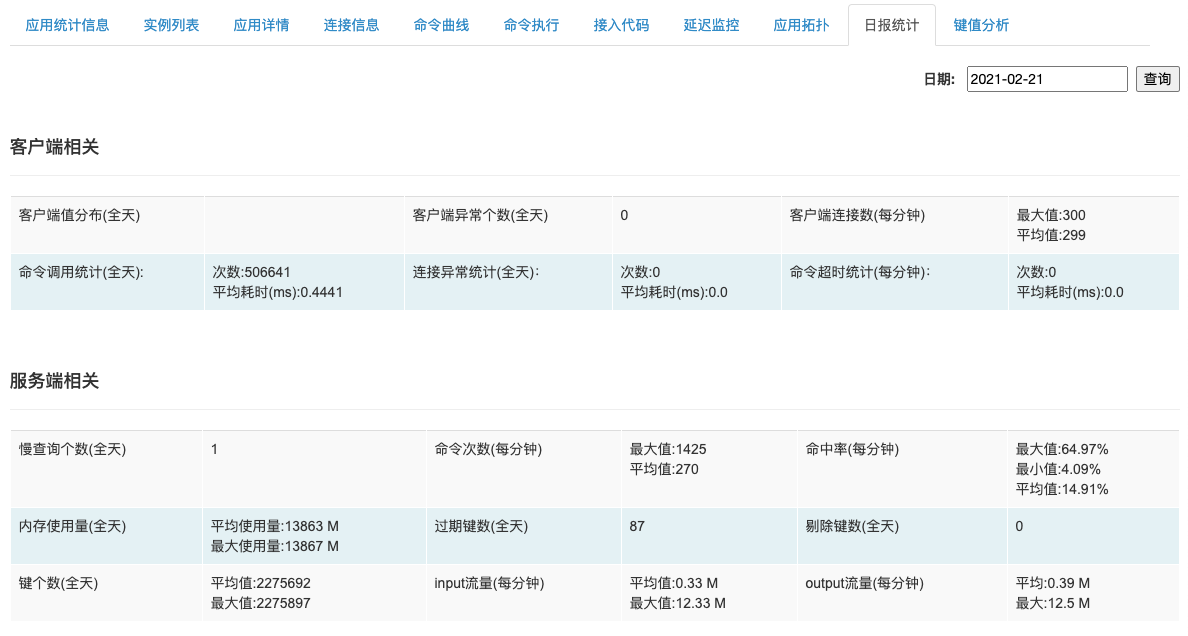 应用统计信息 实例列表 应用详情 连接信息 命令曲线 命令执行 接入代码 延迟监控 应用拓扑 日报统计 键值分析
日期: 2021-02-21 查询
客户端相关
客户端值分布(全天) 客户端异常个数(全天) 0 客户端连接数(每分钟) 最大值:300
平均值:299
命令调用统计(全天): 次数:506641 连接异常统计(全天): 次数:0 命令超时统计(每分钟): 次数:0
平均耗时(ms):0.4441 平均耗时(ms):0.0 平均耗时(ms):0.0
服务端相关
慢查询个数(全天) 1 命令次数(每分钟) 最大值:1425 命中率(每分钟) 最大值:64.97%
平均值:270 最小值:4.09%
平均值:14.91%
内存使用量(全天) 平均使用量:13863 M 过期键数(全天) 87 剔除键数(全天) 0
最大使用量:13867 M
键个数(全天) 平均值:2275692 input流量(每分钟) 平均值:0.33 M output流量(每分钟) 平均:0.39 M
最大值:2275897 最大值:12.33 M 最大:12.5 M